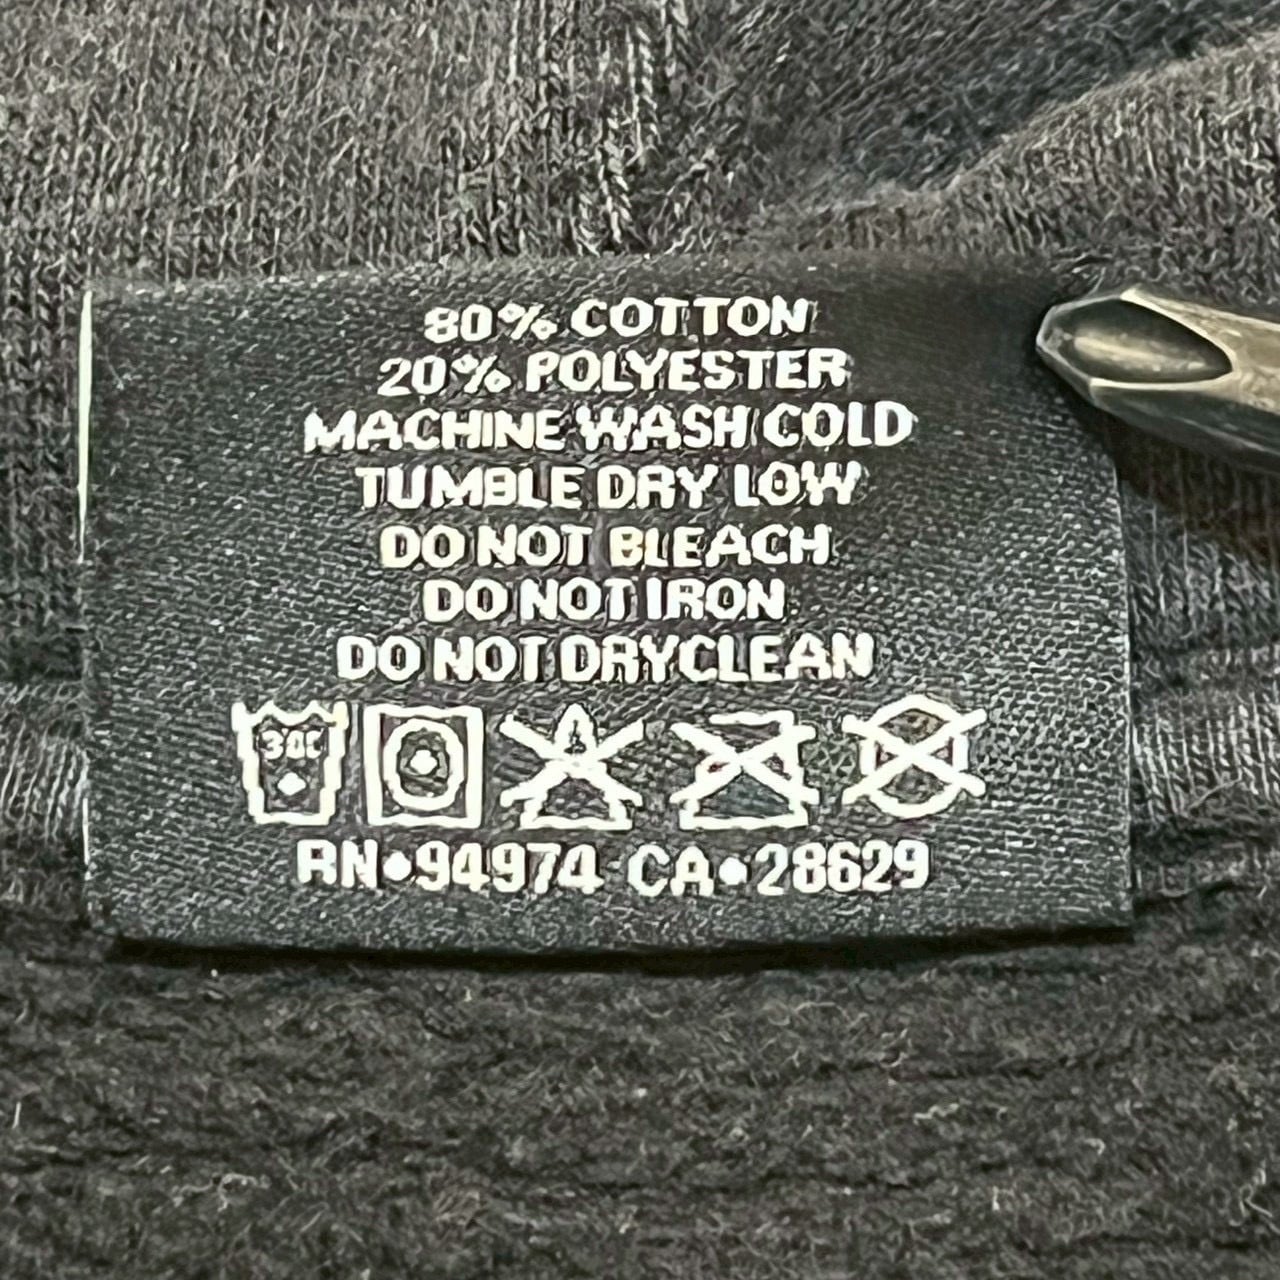 80% COTTON
20% POLYESTER
MACHINE WASH COLD
TUMBLE DRY LOW
DO NOT BLEACH
DO NOT IRON
DO NOT DRYCLEAN
30C
RN•94974 CA•28629